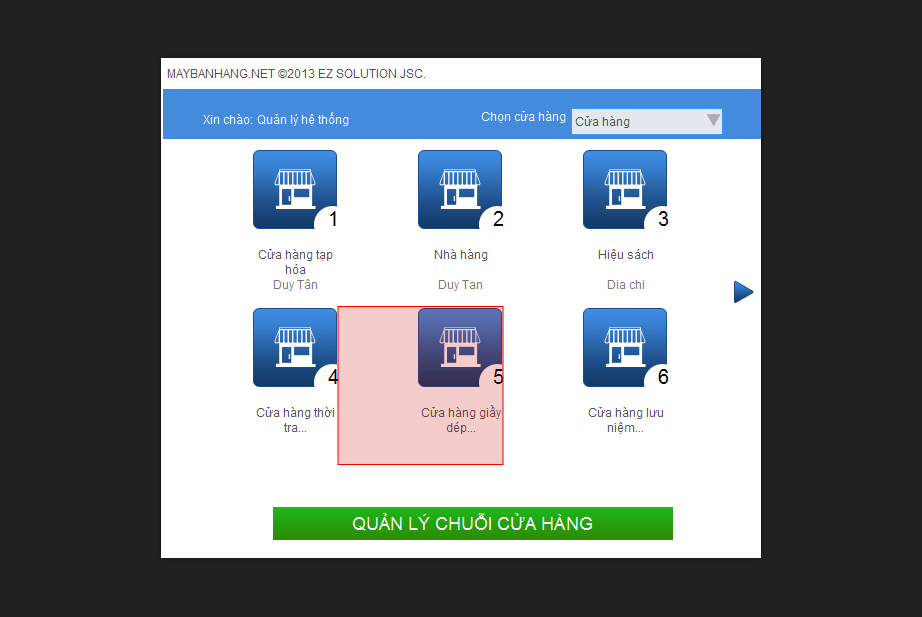 MAYBANHANG.NET ©2013 EZ SOLUTION JSC.
Xin chào: Quản lý hệ thống
Chọn cửa hàng
Cửa hàng
1
2
3
Cửa hàng tạp
hóa
Duy Tân
Nhà hàng
Duy Tan
Hiệu sách
Dia chi
4
5
6
Cửa hàng thời
tra...
Cửa hàng giầy
dép...
Cửa hàng lưu
niệm...
QUẢN LÝ CHUỖI CỬA HÀNG